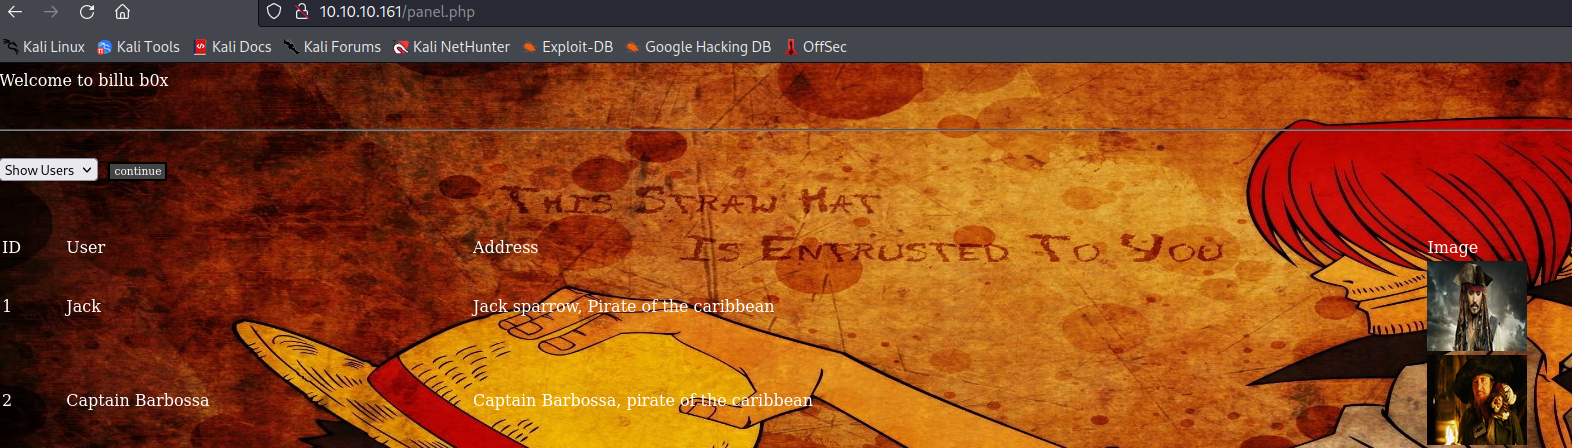 10.10.10.161/panel.php
Kali Linux Kali Tools Kali Docs Kali Forums Kali NetHunter Exploit-DB Google Hacking DB OffSec
Welcome to billu b0x
Show Users continue
This Straw Hat
Is Entrusted To You
ID User Address Image
1 Jack Jack sparrow, Pirate of the caribbean
2 Captain Barbossa Captain Barbossa, pirate of the caribbean